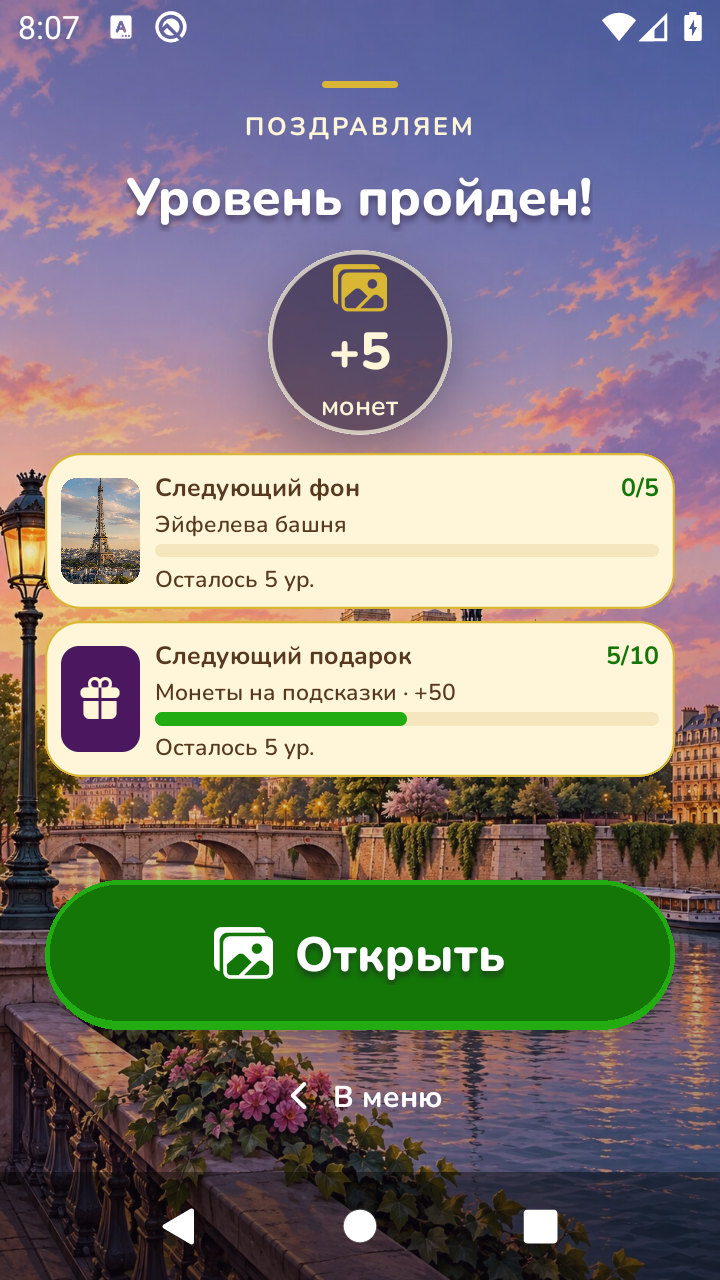 8:07
A
ПОЗДРАВЛЯЕМ
Уровень пройден!
+5
монет
Следующий фон 0/5
Эйфелева башня
Осталось 5 ур.
Следующий подарок 5/10
Монеты на подсказки · +50
Осталось 5 ур.
Открыть
В меню